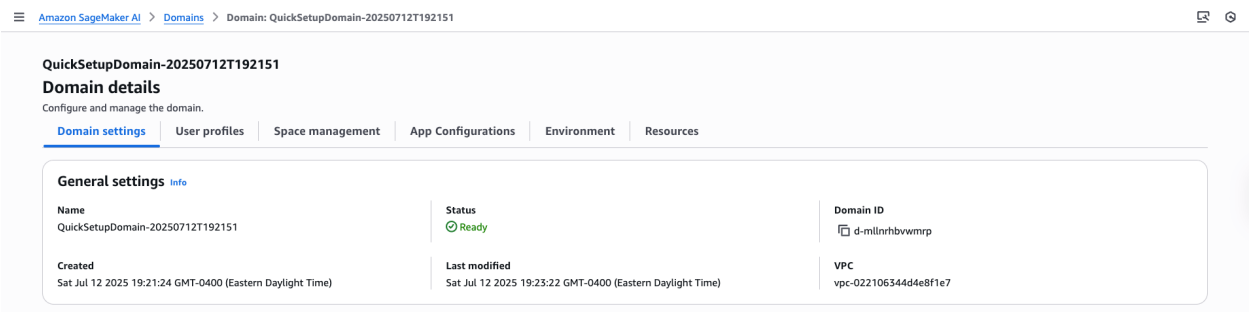 Amazon SageMaker AI > Domains > Domain: QuickSetupDomain-20250712T192151
QuickSetupDomain-20250712T192151
Domain details
Configure and manage the domain.
Domain settings User profiles Space management App Configurations Environment Resources
General settings Info
Name Status Domain ID
QuickSetupDomain-20250712T192151 Ready d-mllnrhbvwmrp
Created Last modified VPC
Sat Jul 12 2025 19:21:24 GMT-0400 (Eastern Daylight Time) Sat Jul 12 2025 19:23:22 GMT-0400 (Eastern Daylight Time) vpc-022106344d4e8f1e7